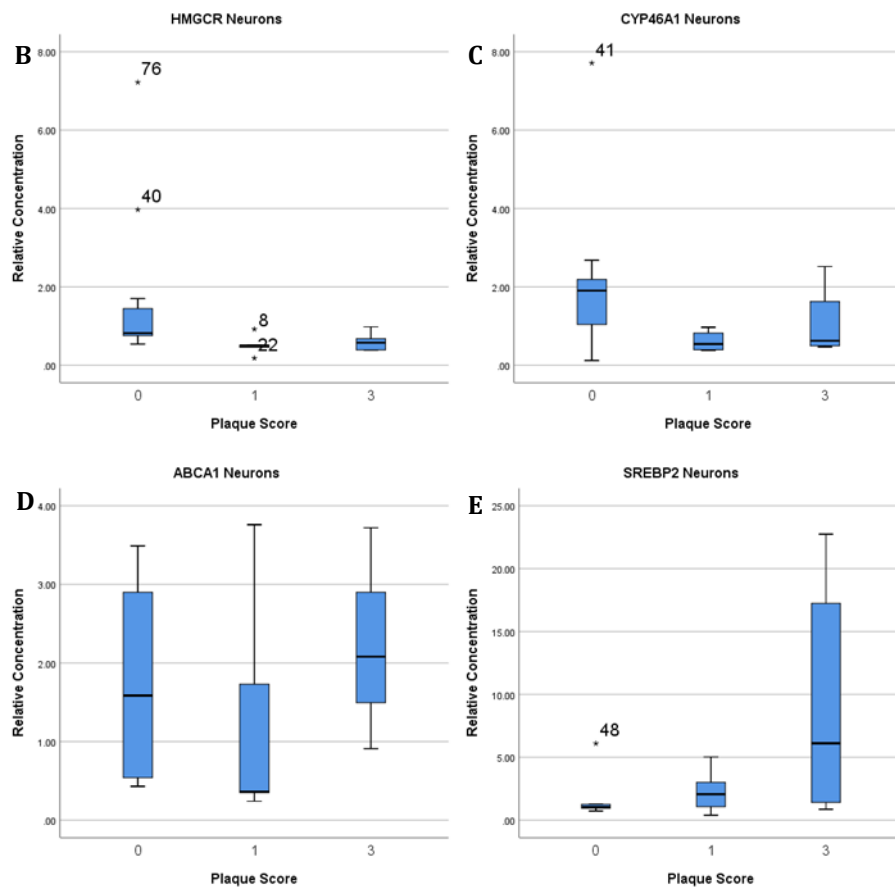 HMGCR Neurons
B
8.00
6.00
4.00
2.00
.00
Relative Concentration
76
40
8
22
0 1 3
Plaque Score
CYP46A1 Neurons
C
8.00
6.00
4.00
2.00
.00
Relative Concentration
41
0 1 3
Plaque Score
ABCA1 Neurons
D
4.00
3.00
2.00
1.00
.00
Relative Concentration
0 1 3
Plaque Score
SREBP2 Neurons
E
25.00
20.00
15.00
10.00
5.00
.00
Relative Concentration
48
0 1 3
Plaque Score